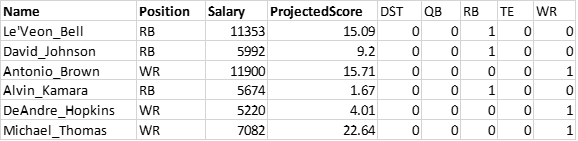 Name Position Salary ProjectedScore DST QB RB TE WR
Le'Veon_Bell RB 11353 15.09 0 0 1 0 0
David_Johnson RB 5992 9.2 0 0 1 0 0
Antonio_Brown WR 11900 15.71 0 0 0 0 1
Alvin_Kamara RB 5674 1.67 0 0 1 0 0
DeAndre_Hopkins WR 5220 4.01 0 0 0 0 1
Michael_Thomas WR 7082 22.64 0 0 0 0 1